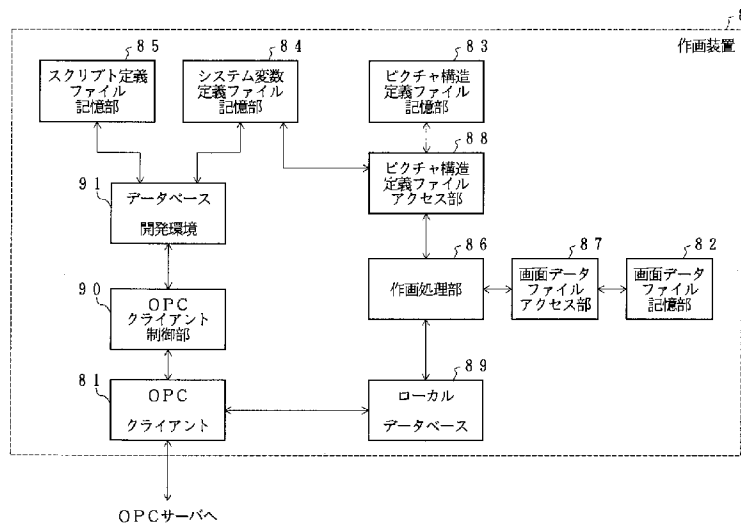 8
作画装置
85
スクリプト定義
ファイル
記憶部
84
システム変数
定義ファイル
記憶部
83
ピクチャ構造
定義ファイル
記憶部
88
ピクチャ構造
定義ファイル
アクセス部
91
データベース
開発環境
86
作画処理部
87
画面データ
ファイル
アクセス部
82
画面データ
ファイル
記憶部
90
OPC
クライアント
制御部
81
OPC
クライアント
89
ローカル
データベース
OPCサーバへ